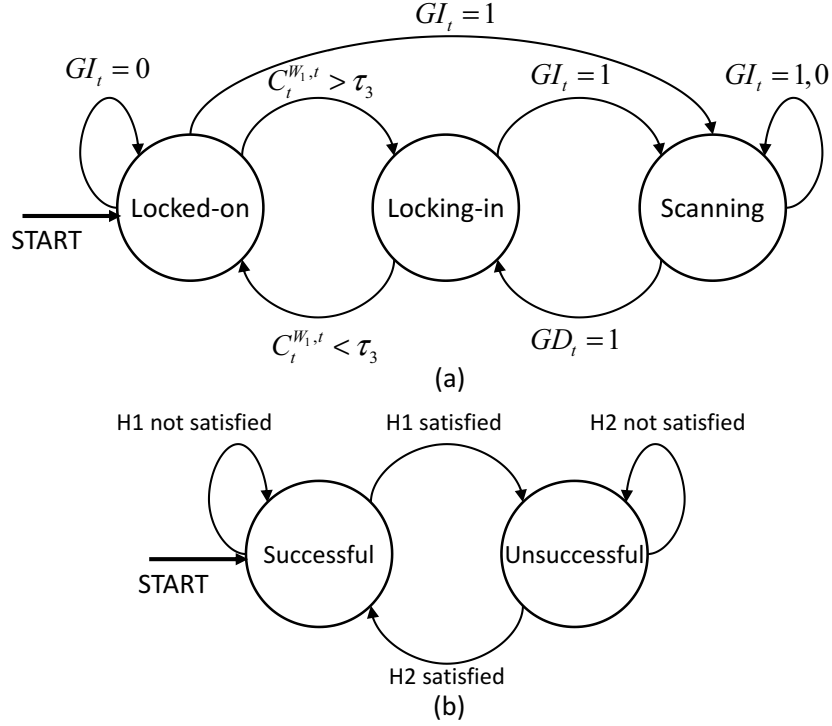 GI_t = 1
GI_t = 0
C_t^{W_1,t} > τ_3
GI_t = 1
GI_t = 1,0
Locked-on
Locking-in
Scanning
START
C_t^{W_1,t} < τ_3
GD_t = 1
(a)
H1 not satisfied
H1 satisfied
H2 not satisfied
Successful
Unsuccessful
START
H2 satisfied
(b)